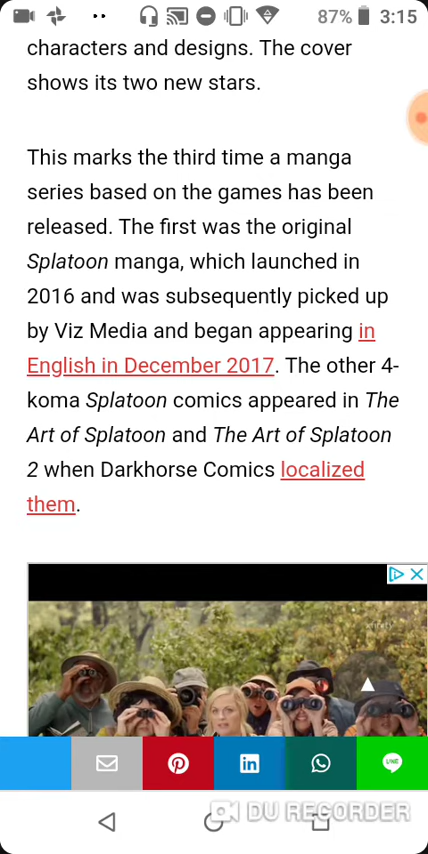 87% 3:15
characters and designs. The cover
shows its two new stars.
This marks the third time a manga
series based on the games has been
released. The first was the original
Splatoon manga, which launched in
2016 and was subsequently picked up
by Viz Media and began appearing in
English in December 2017. The other 4-
koma Splatoon comics appeared in The
Art of Splatoon and The Art of Splatoon
2 when Darkhorse Comics localized
them.
xfinity
in
LINE
DU RECORDER